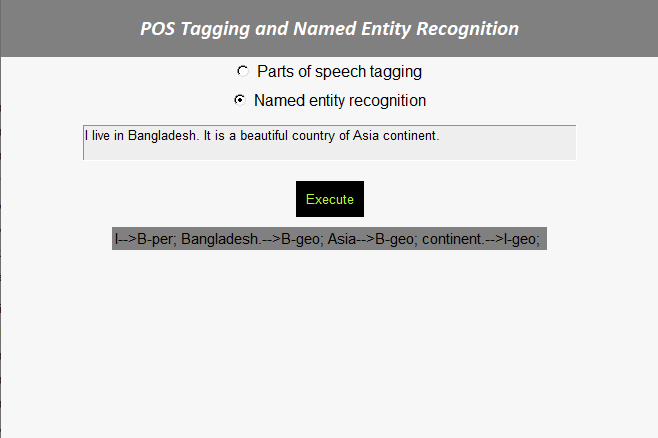 POS Tagging and Named Entity Recognition
Parts of speech tagging
Named entity recognition
I live in Bangladesh. It is a beautiful country of Asia continent.
Execute
I-->B-per; Bangladesh.-->B-geo; Asia-->B-geo; continent.-->I-geo;